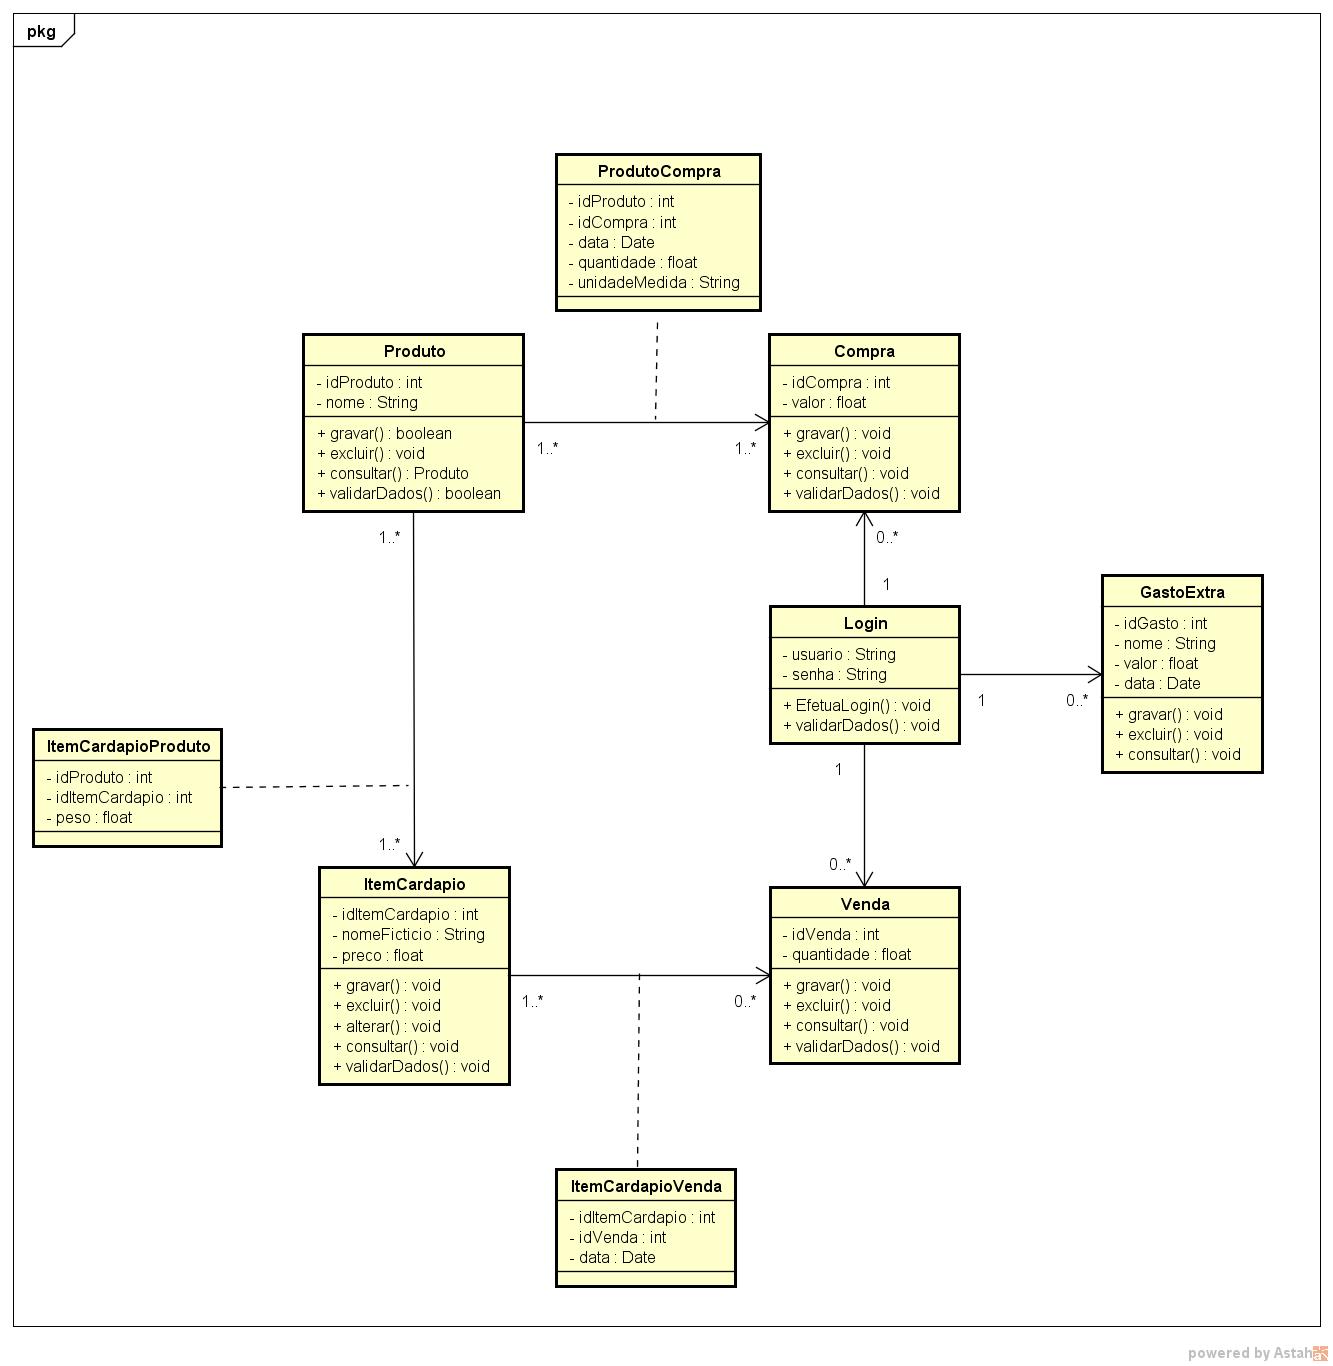 pkg
ProdutoCompra
- idProduto : int
- idCompra : int
- data : Date
- quantidade : float
- unidadeMedida : String
Produto
- idProduto : int
- nome : String
+ gravar() : boolean
+ excluir() : void
+ consultar() : Produto
+ validarDados() : boolean
Compra
- idCompra : int
- valor : float
+ gravar() : void
+ excluir() : void
+ consultar() : void
+ validarDados() : void
1..*
1..*
1..*
0..*
1
Login
- usuario : String
- senha : String
+ EfetuaLogin() : void
+ validarDados() : void
GastoExtra
- idGasto : int
- nome : String
- valor : float
- data : Date
+ gravar() : void
+ excluir() : void
+ consultar() : void
1
0..*
1
0..*
ItemCardapioProduto
- idProduto : int
- idItemCardapio : int
- peso : float
1..*
ItemCardapio
- idItemCardapio : int
- nomeFicticio : String
- preco : float
+ gravar() : void
+ excluir() : void
+ alterar() : void
+ consultar() : void
+ validarDados() : void
Venda
- idVenda : int
- quantidade : float
+ gravar() : void
+ excluir() : void
+ consultar() : void
+ validarDados() : void
1..*
0..*
ItemCardapioVenda
- idItemCardapio : int
- idVenda : int
- data : Date
powered by Astah